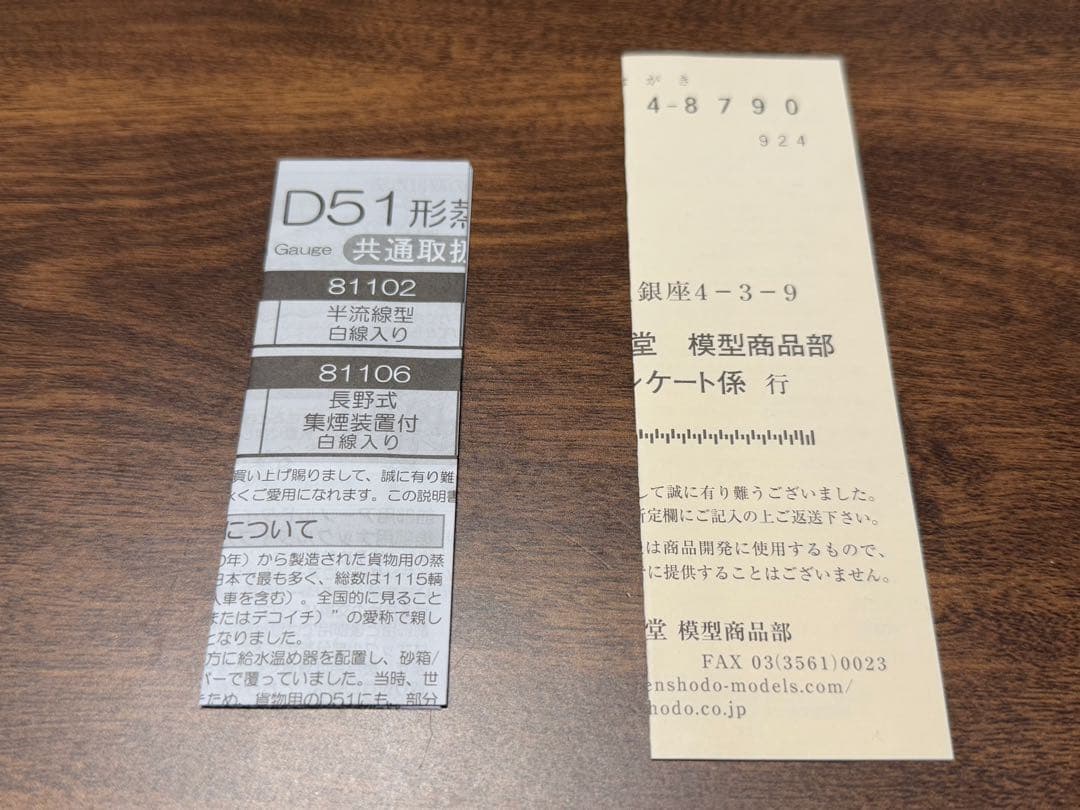 D51形蒸
Gauge 共通取扱
81102
半流線型
白線入り
81106
長野式
集煙装置付
白線入り
買い上げ賜りまして、誠に有り難
くご愛用になれます。この説明書
について
年）から製造された貨物用の蒸
日本で最も多く、総数は1115輌
車を含む）。全国的に見ること
またはデコイチ）”の愛称で親し
となりました。
方に給水温め器を配置し、砂箱/
バーで覆っていました。当時、世
ため、貨物用のD51にも、部分
がき
4-8790
924
銀座4-3-9
堂 模型商品部
ケート係 行
して誠に有り難うございました。
所定欄にご記入の上ご返送下さい。
は商品開発に使用するもので、
に提供することはございません。
堂 模型商品部
FAX 03(3561)0023
enshodo-models.com/
hodo.co.jp